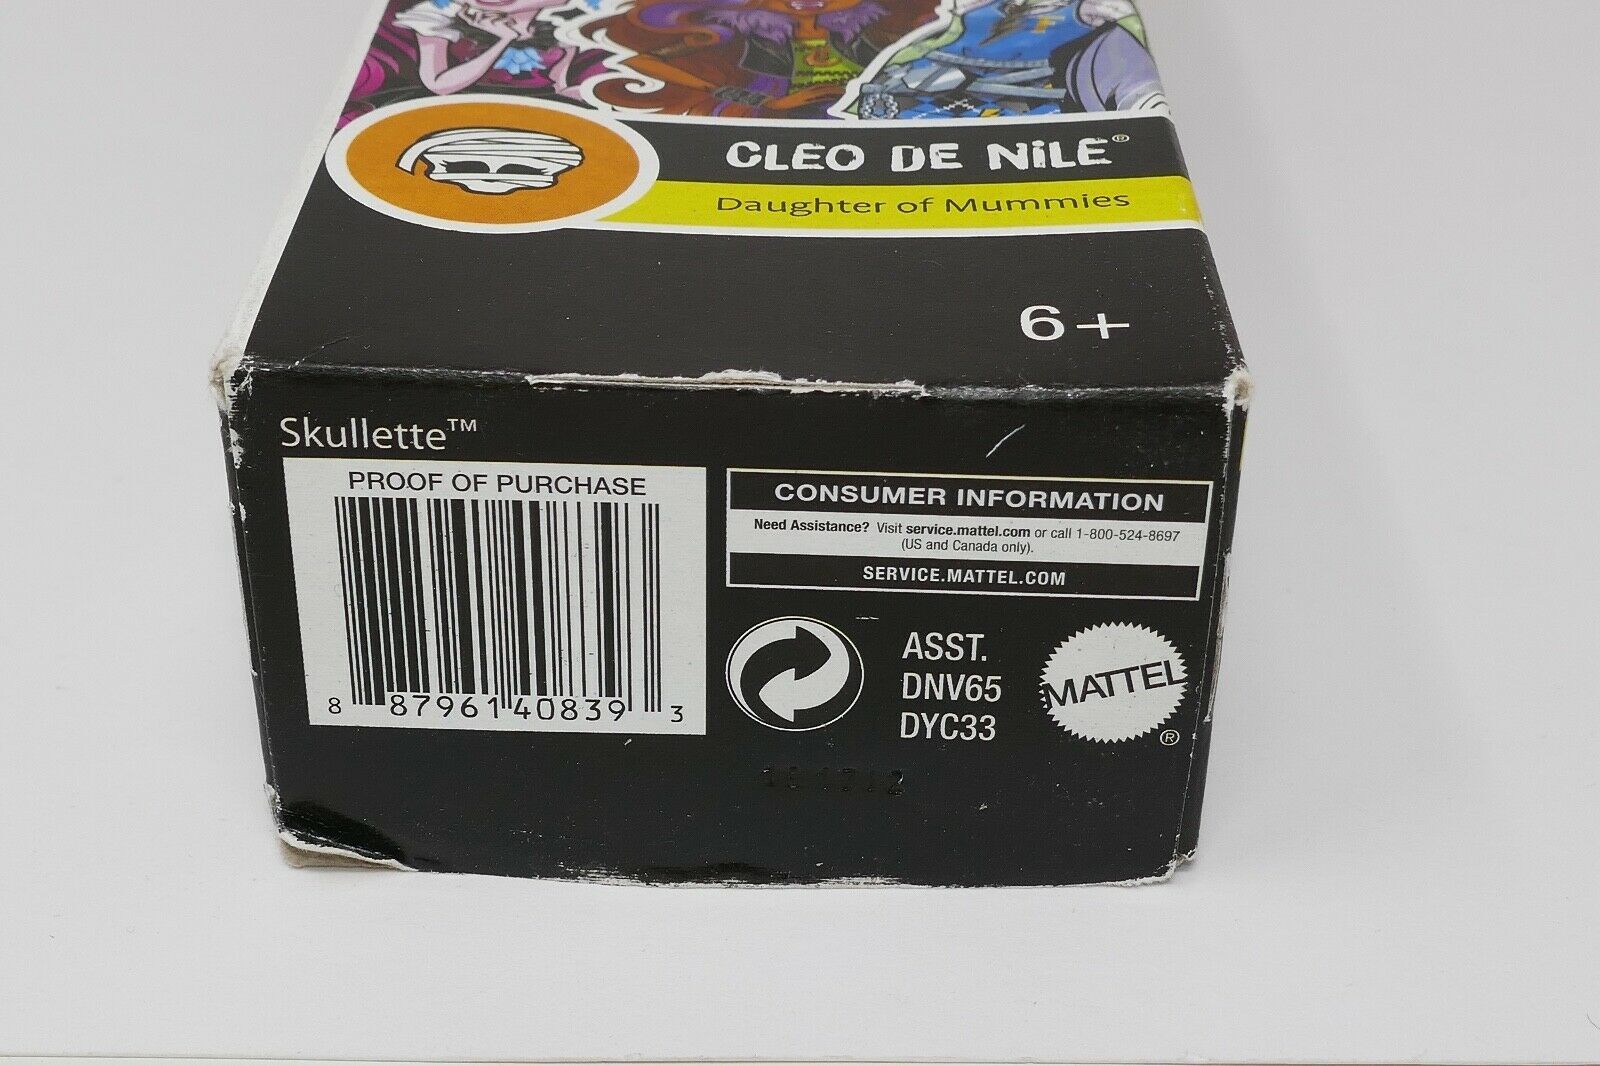 CLEO DE NiLE®
Daughter of Mummies
6+
Skullette™
PROOF OF PURCHASE
8 87961 40839 3
CONSUMER INFORMATION
Need Assistance? Visit service.mattel.com or call 1-800-524-8697
(US and Canada only).
SERVICE.MATTEL.COM
ASST.
DNV65
DYC33
MATTEL
®